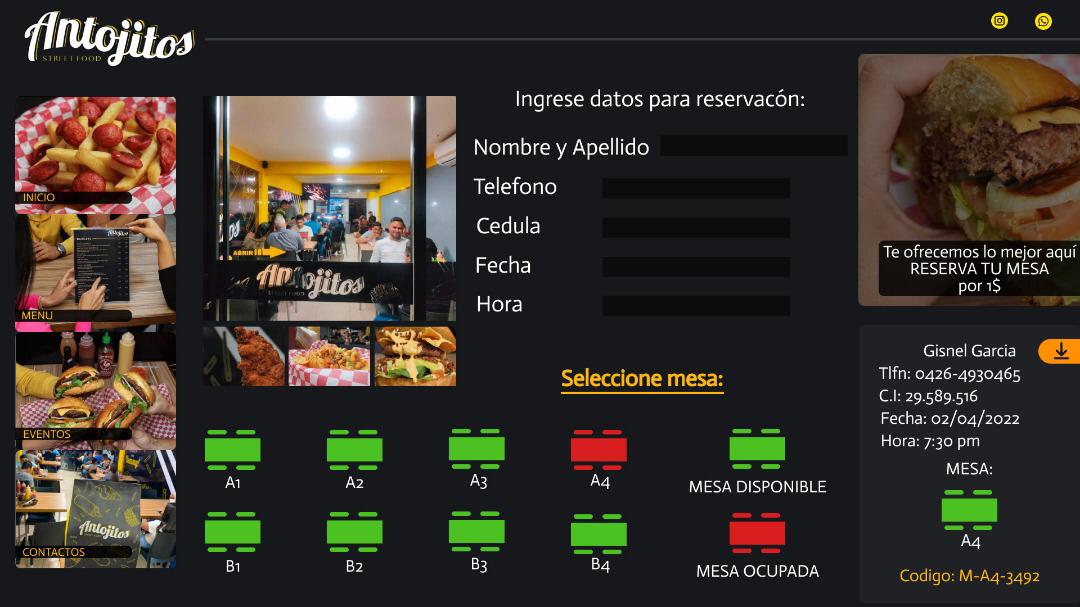 Antojitos
STREET FOOD
INICIO
MENU
EVENTOS
CONTACTOS
Antojitos
Antojitos
ABRIR
Antojitos
STREET FOOD
Ingrese datos para reservacón:
Nombre y Apellido
Telefono
Cedula
Fecha
Hora
Seleccione mesa:
A1
A2
A3
A4
MESA DISPONIBLE
B1
B2
B3
B4
MESA OCUPADA
Te ofrecemos lo mejor aquí
RESERVA TU MESA
por 1$
Gisnel Garcia
Tlfn: 0426-4930465
C.I: 29.589.516
Fecha: 02/04/2022
Hora: 7:30 pm
MESA:
A4
Codigo: M-A4-3492